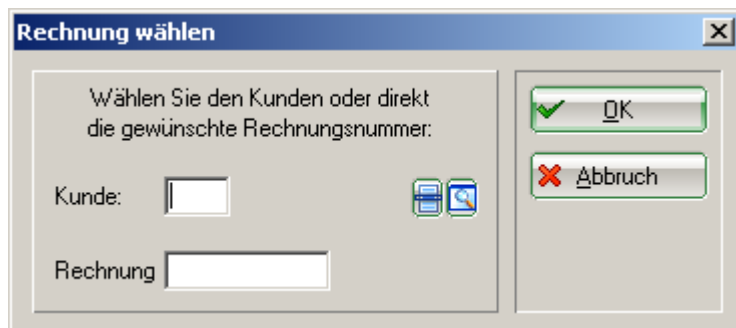 Rechnung wählen
Wählen Sie den Kunden oder direkt
die gewünschte Rechnungsnummer:
Kunde:
Rechnung
OK
Abbruch